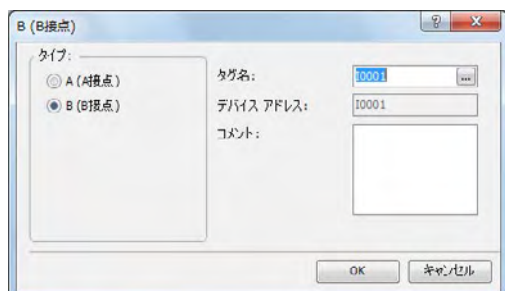 B (B接点)
タイプ:
A (A接点)
B (B接点)
タグ名: I0001 ...
デバイス アドレス: I0001
コメント:
OK キャンセル